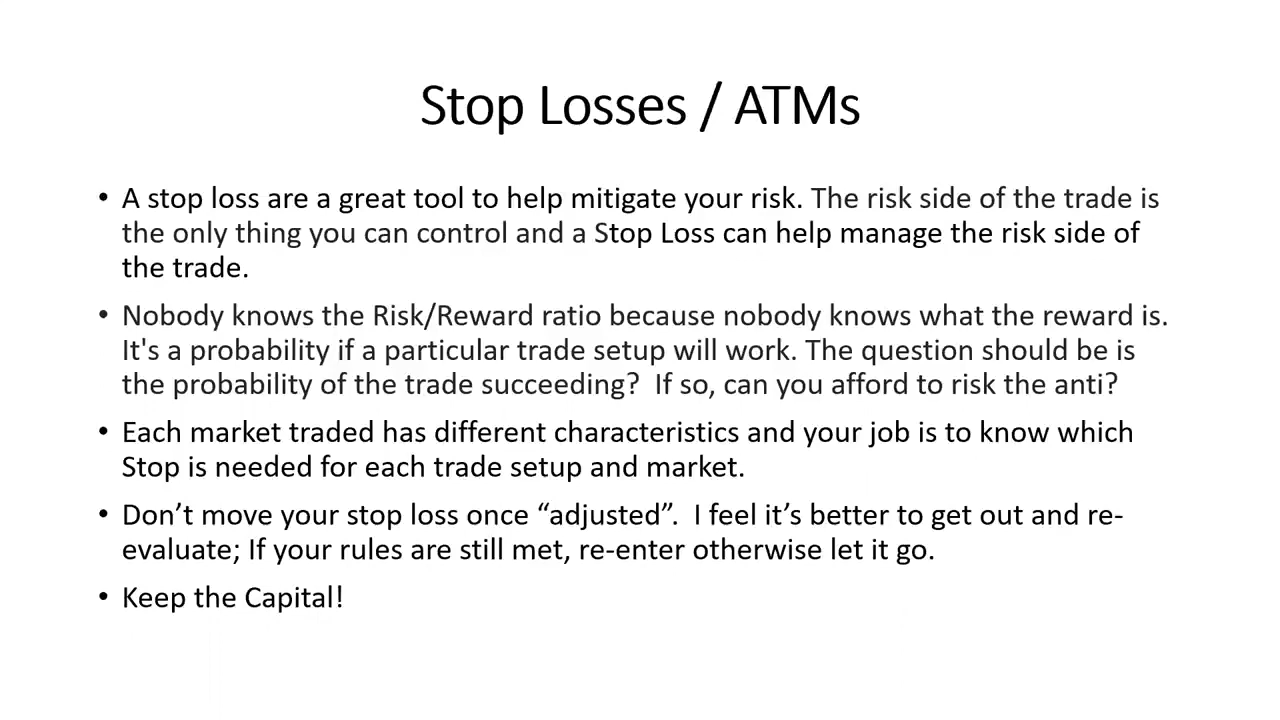 Stop Losses / ATMs
• A stop loss are a great tool to help mitigate your risk. The risk side of the trade is
the only thing you can control and a Stop Loss can help manage the risk side of
the trade.
• Nobody knows the Risk/Reward ratio because nobody knows what the reward is.
It's a probability if a particular trade setup will work. The question should be is
the probability of the trade succeeding?  If so, can you afford to risk the anti?
• Each market traded has different characteristics and your job is to know which
Stop is needed for each trade setup and market.
• Don’t move your stop loss once “adjusted”.  I feel it’s better to get out and re-
evaluate; If your rules are still met, re-enter otherwise let it go.
• Keep the Capital!